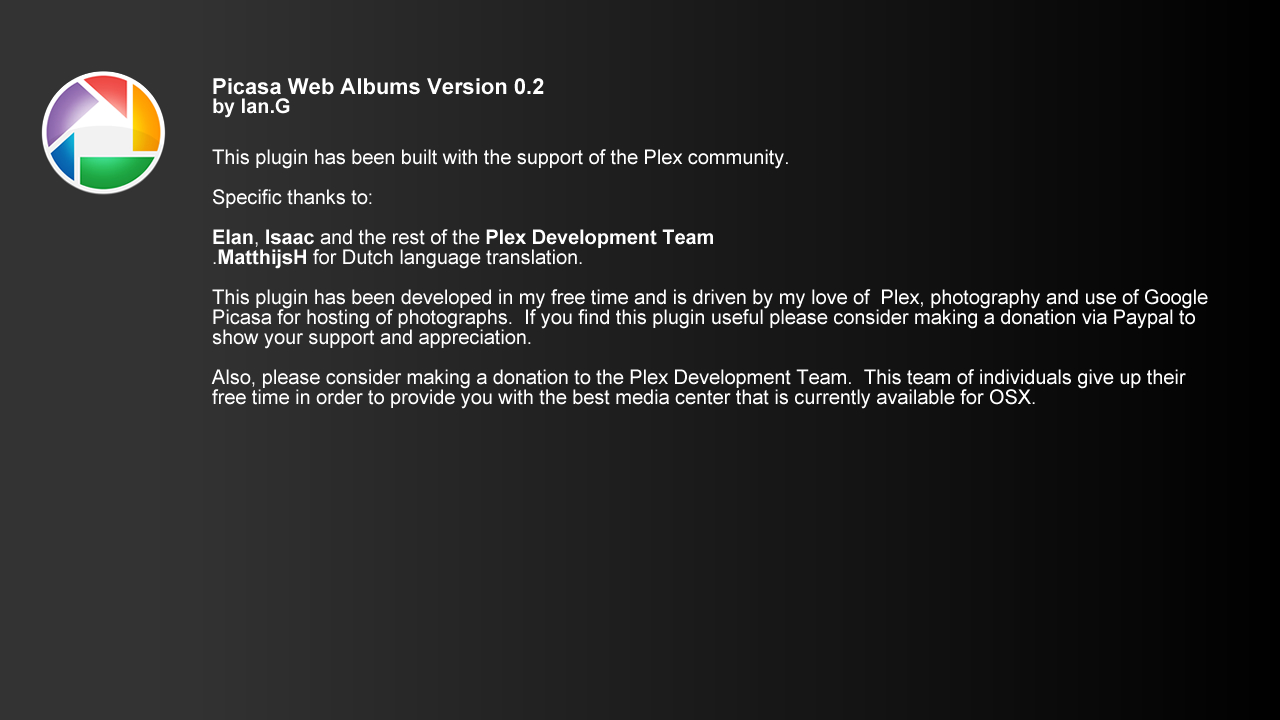 Picasa Web Albums Version 0.2
by Ian.G
This plugin has been built with the support of the Plex community.
Specific thanks to:
Elan, Isaac and the rest of the Plex Development Team
.MatthijsH for Dutch language translation.
This plugin has been developed in my free time and is driven by my love of  Plex, photography and use of Google
Picasa for hosting of photographs.  If you find this plugin useful please consider making a donation via Paypal to
show your support and appreciation.
Also, please consider making a donation to the Plex Development Team.  This team of individuals give up their
free time in order to provide you with the best media center that is currently available for OSX.